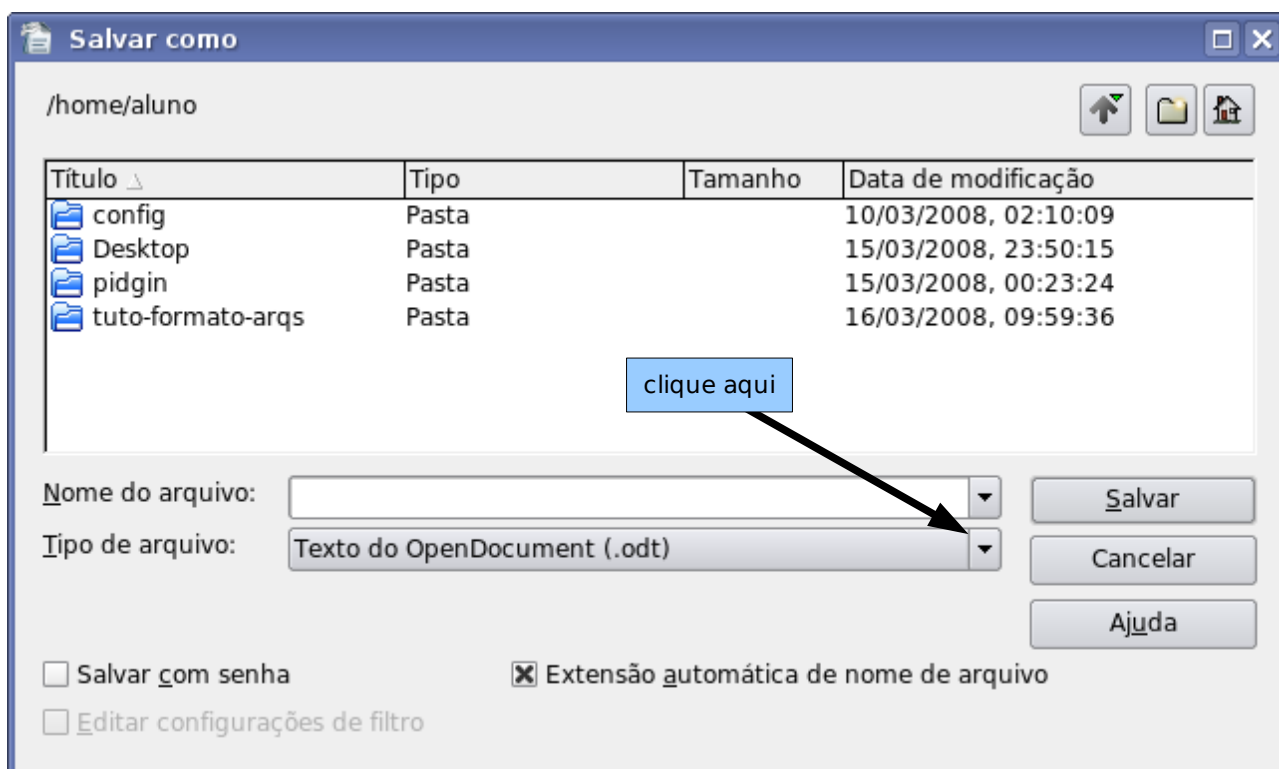 Salvar como
/home/aluno
Título Tipo Tamanho Data de modificação
config Pasta 10/03/2008, 02:10:09
Desktop Pasta 15/03/2008, 23:50:15
pidgin Pasta 15/03/2008, 00:23:24
tuto-formato-arqs Pasta 16/03/2008, 09:59:36
clique aqui
Nome do arquivo: Salvar
Tipo de arquivo: Texto do OpenDocument (.odt) Cancelar
Ajuda
Salvar com senha Extensão automática de nome de arquivo
Editar configurações de filtro